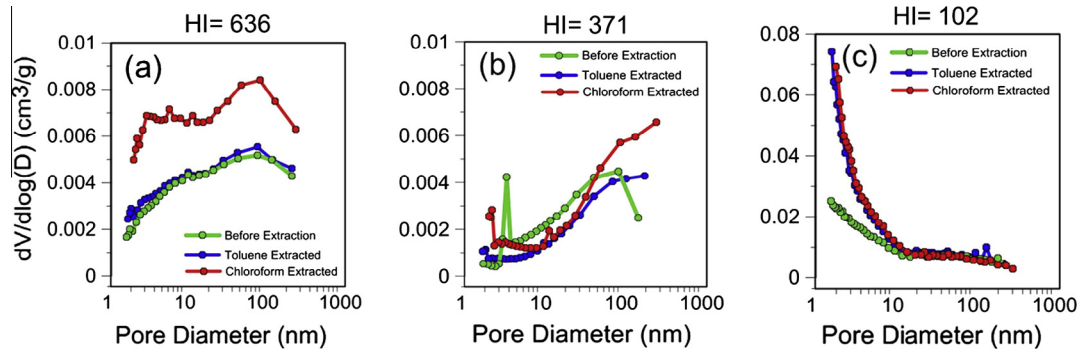 HI= 636
HI= 371
HI= 102
dV/dlog(D) (cm³/g)
(a)
0.01
0.008
0.006
0.004
0.002
0
Before Extraction
Toluene Extracted
Chloroform Extracted
1 10 100 1000
Pore Diameter (nm)
(b)
0.01
0.008
0.006
0.004
0.002
0
Before Extraction
Toluene Extracted
Chloroform Extracted
1 10 100 1000
Pore Diameter (nm)
(c)
0.08
0.06
0.04
0.02
0
Before Extraction
Toluene Extracted
Chloroform Extracted
1 10 100 1000
Pore Diameter (nm)